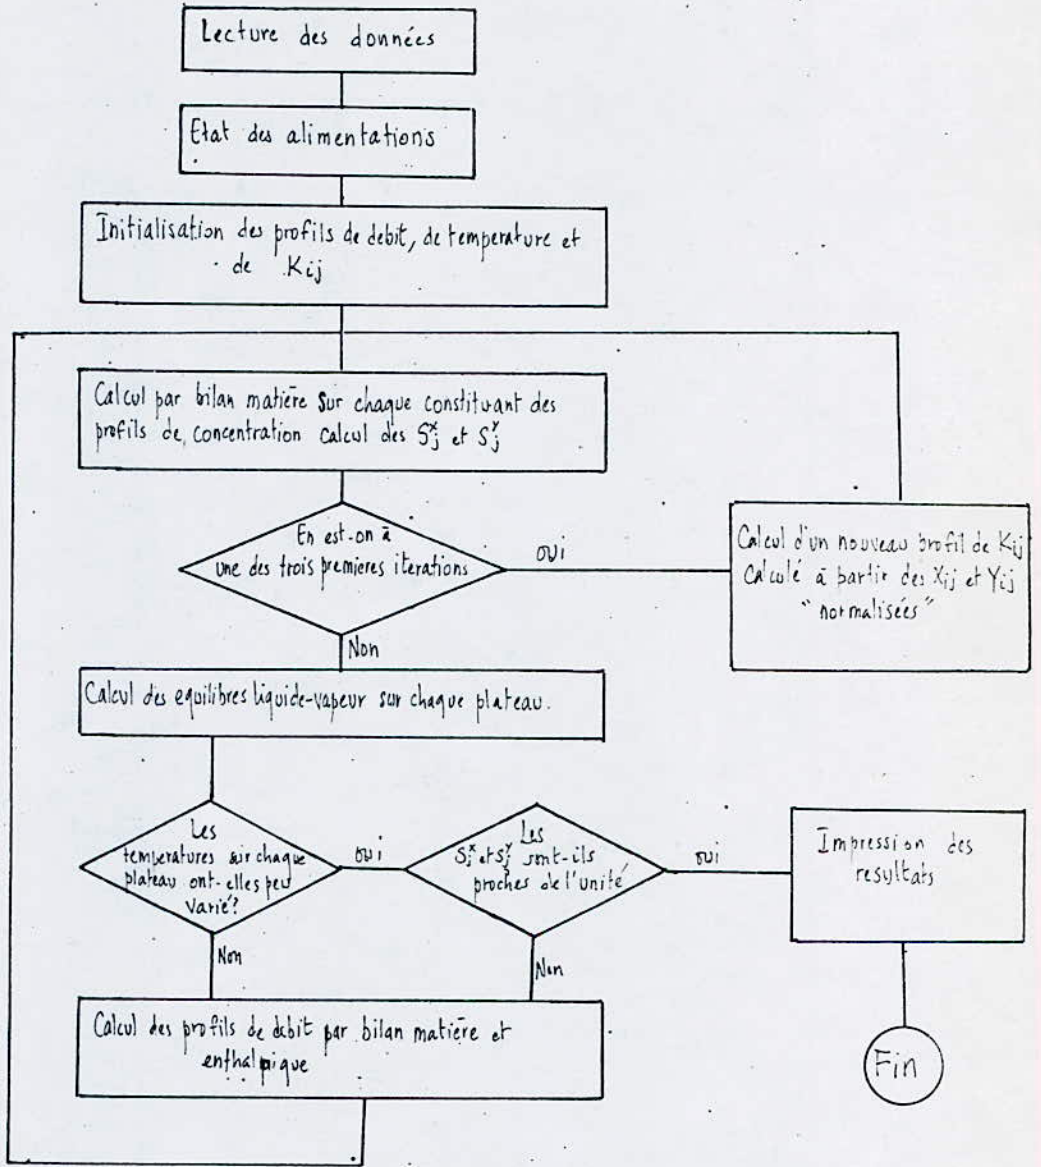 Lecture des données
Etat des alimentations
Initialisation des profils de debit, de temperature et
de Kij
Calcul par bilan matière sur chaque constituant des
profils de concentration calcul des S_j^x et S_j^y
En est-on à
une des trois premieres iterations
oui
Calcul d'un nouveau profil de Kij
Calculé à partir des Xij et Yij
"normalisées"
Non
Calcul des equilibres liquide-vapeur sur chaque plateau.
Les
temperatures sur chaque
plateau ont-elles peu
varié?
oui
Les
S_j^x et S_j^y sont-ils
proches de l'unité
oui
Impression des
resultats
Non
Non
Calcul des profils de debit par bilan matière et
enthalpique
Fin